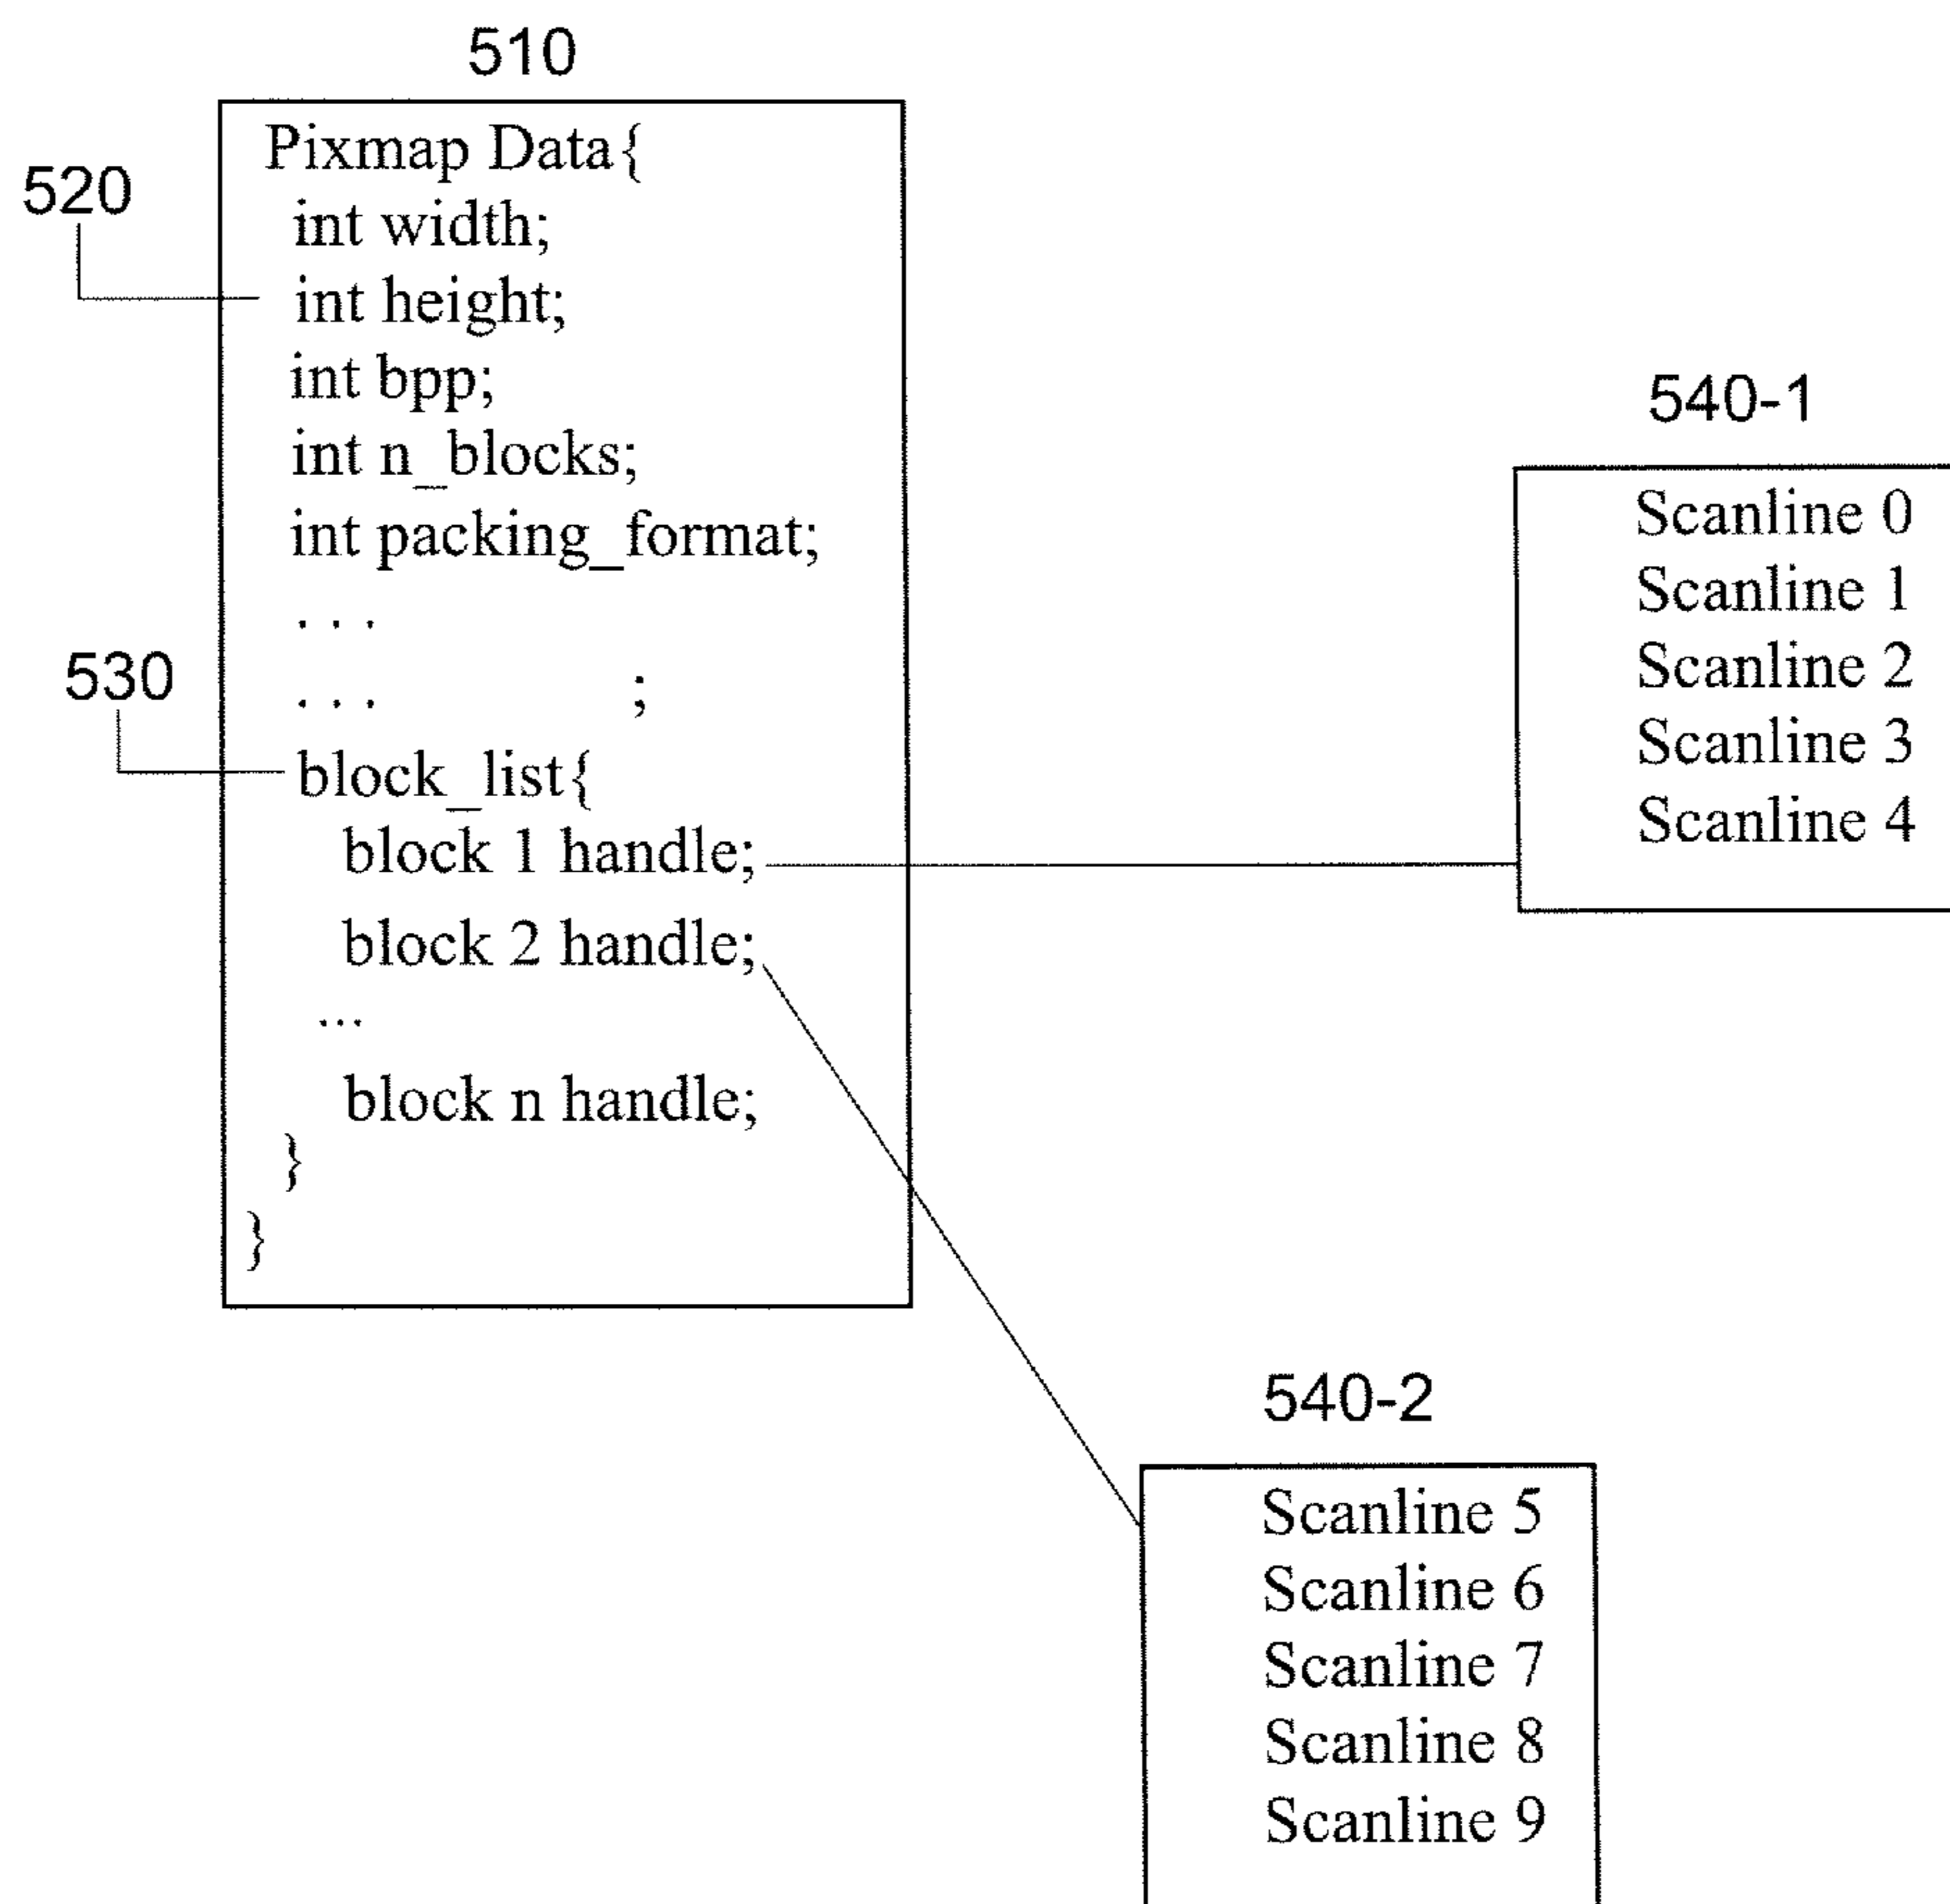 510
Pixmap Data{
520
int width;
int height;
int bpp;
int n_blocks;
int packing_format;
. . .
530
. . . ;
block_list{
block 1 handle;
block 2 handle;
...
block n handle;
}
}
540-1
Scanline 0
Scanline 1
Scanline 2
Scanline 3
Scanline 4
540-2
Scanline 5
Scanline 6
Scanline 7
Scanline 8
Scanline 9